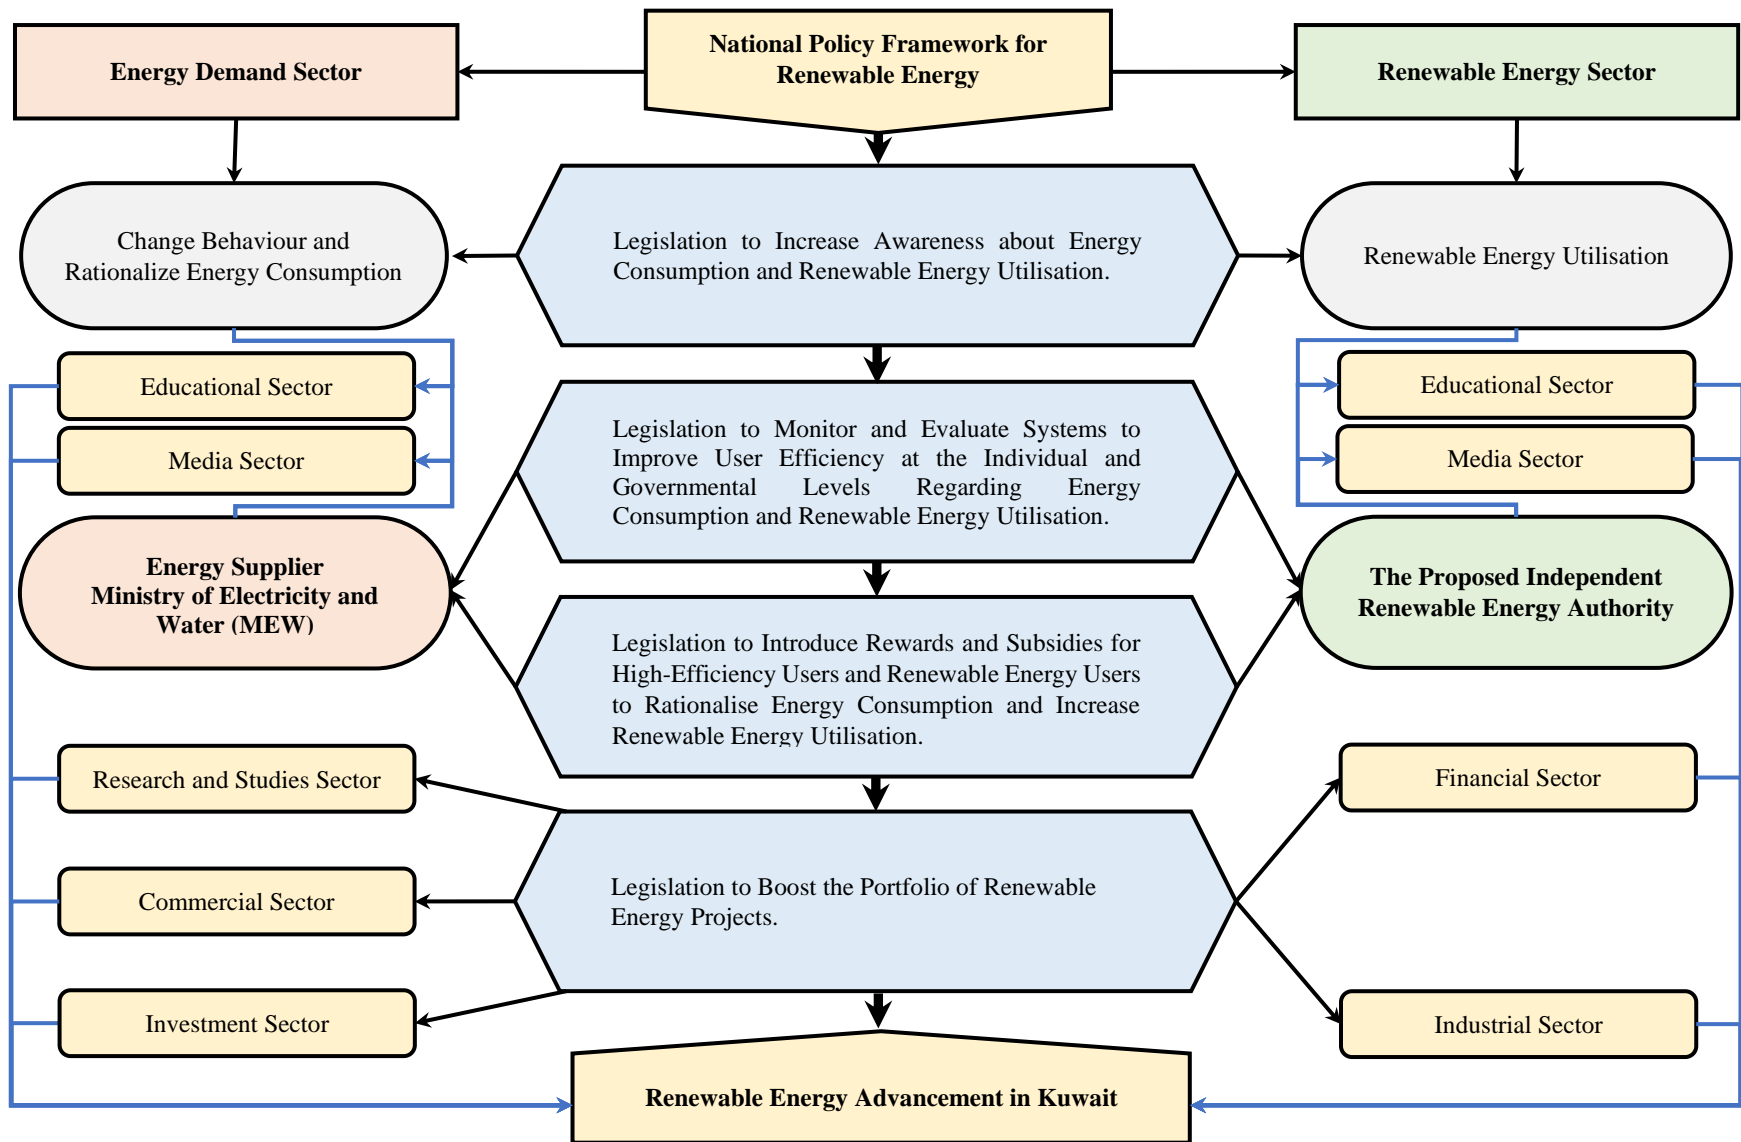 National Policy Framework for
Renewable Energy
Energy Demand Sector
Renewable Energy Sector
Legislation to Increase Awareness about Energy
Consumption and Renewable Energy Utilisation.
Change Behaviour and
Rationalize Energy Consumption
Renewable Energy Utilisation
Educational Sector
Media Sector
Educational Sector
Media Sector
Legislation to Monitor and Evaluate Systems to
Improve User Efficiency at the Individual and
Governmental Levels Regarding Energy
Consumption and Renewable Energy Utilisation.
Energy Supplier
Ministry of Electricity and
Water (MEW)
The Proposed Independent
Renewable Energy Authority
Legislation to Introduce Rewards and Subsidies for
High-Efficiency Users and Renewable Energy Users
to Rationalise Energy Consumption and Increase
Renewable Energy Utilisation.
Research and Studies Sector
Financial Sector
Commercial Sector
Legislation to Boost the Portfolio of Renewable
Energy Projects.
Investment Sector
Industrial Sector
Renewable Energy Advancement in Kuwait